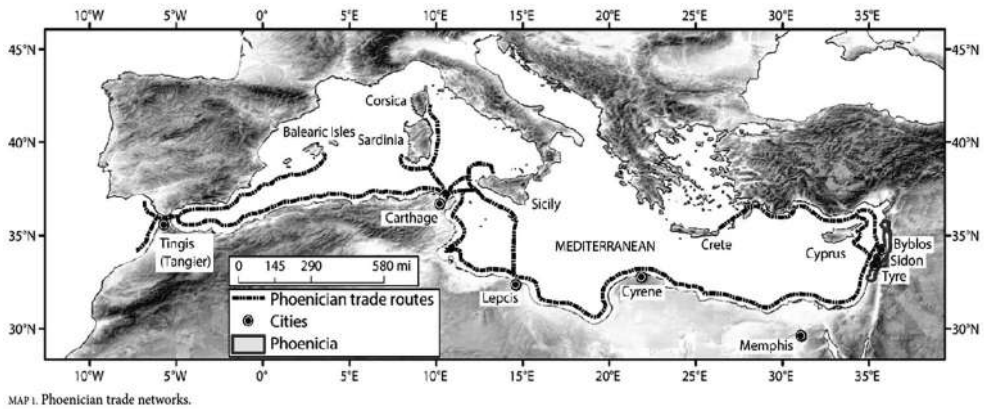 10°W 5°W 0° 5°E 10°E 15°E 20°E 25°E 30°E 35°E
45°N 45°N
Corsica
Balearic Isles
40°N Sardinia 40°N
Carthage Sicily
35°N Tingis MEDITERRANEAN Crete Cyprus Byblos 35°N
(Tangier) Sidon
Tyre
0 145 290 580 mi
Phoenician trade routes Lepcis Cyrene
Cities
30°N Phoenicia Memphis 30°N
10°W 5°W 0° 5°E 10°E 15°E 20°E 25°E 30°E 35°E
MAP 1. Phoenician trade networks.